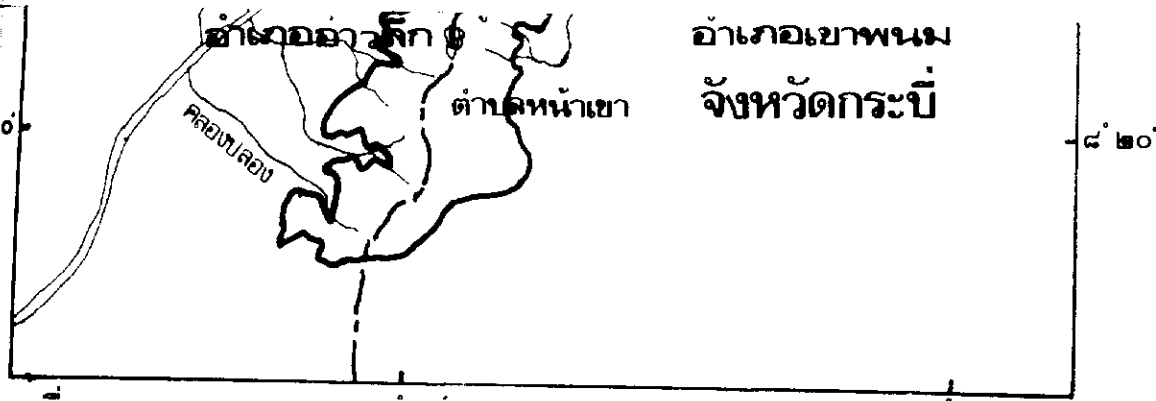 อำเภออ่าวลึก
อำเภอเขาพนม
ตำบลหน้าเขา
จังหวัดกระบี่
คลองปลอง
๘° ๒๐'